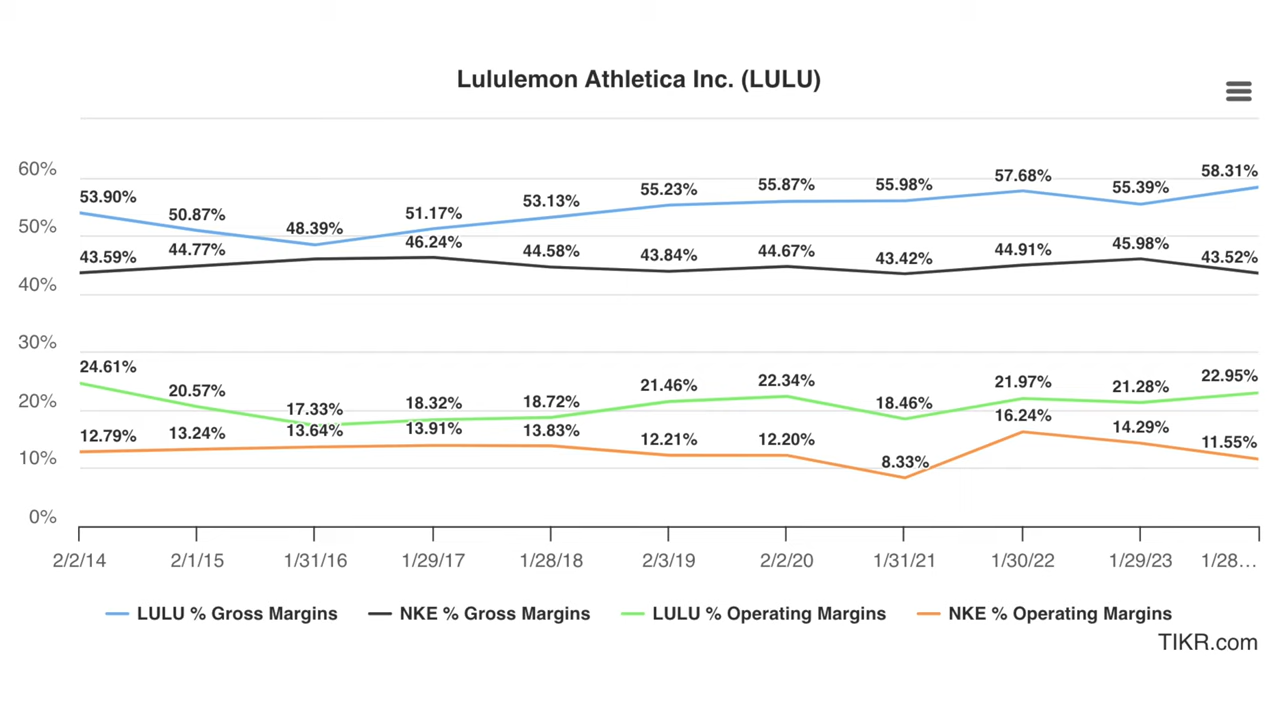 Lululemon Athletica Inc. (LULU)
60%
53.90% 50.87% 48.39% 51.17% 53.13% 55.23% 55.87% 55.98% 57.68% 55.39% 58.31%
50%
43.59% 44.77% 46.24% 44.58% 43.84% 44.67% 43.42% 44.91% 45.98% 43.52%
40%
30%
24.61% 20.57% 17.33% 18.32% 18.72% 21.46% 22.34% 18.46% 21.97% 21.28% 22.95%
20%
12.79% 13.24% 13.64% 13.91% 13.83% 12.21% 12.20% 8.33% 16.24% 14.29% 11.55%
10%
0%
2/2/14 2/1/15 1/31/16 1/29/17 1/28/18 2/3/19 2/2/20 1/31/21 1/30/22 1/29/23 1/28…
LULU % Gross Margins NKE % Gross Margins LULU % Operating Margins NKE % Operating Margins
TIKR.com